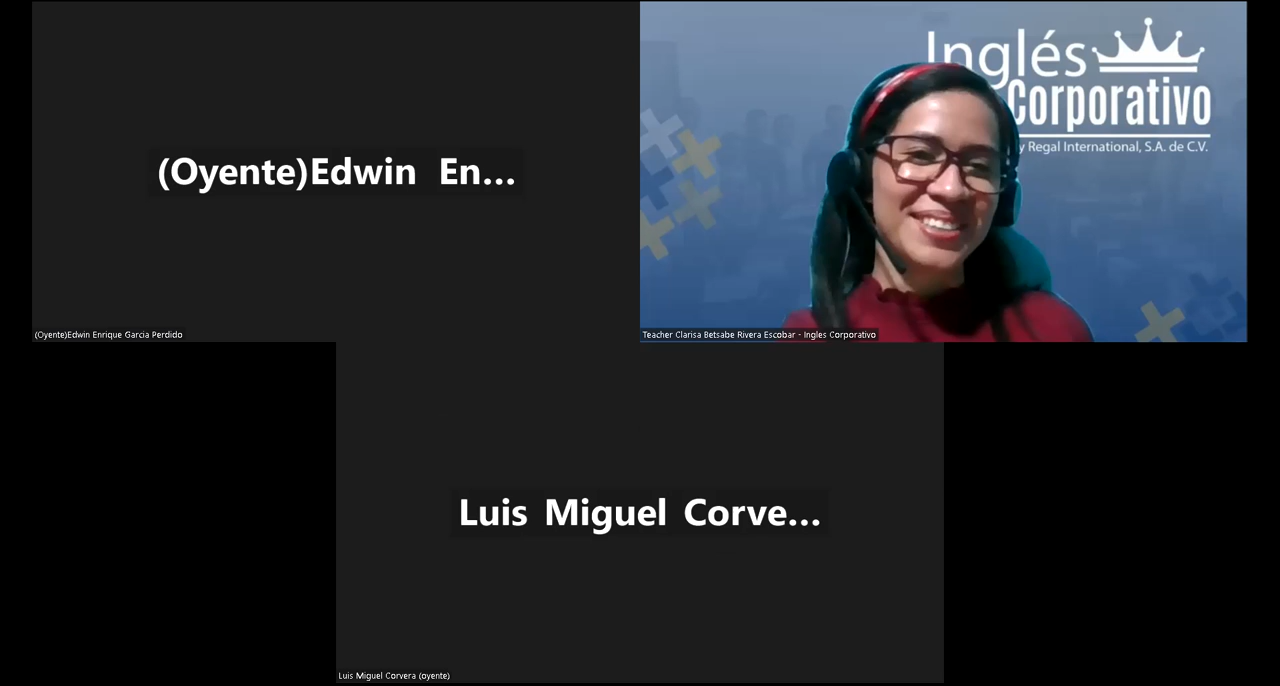 (Oyente)Edwin En...
(Oyente)Edwin Enrique Garcia Perdido
Inglés
Corporativo
y Regal International, S.A. de C.V.
Teacher Clarisa Betsabe Rivera Escobar - Ingles Corporativo
Luis Miguel Corve...
Luis Miguel Corvera (oyente)